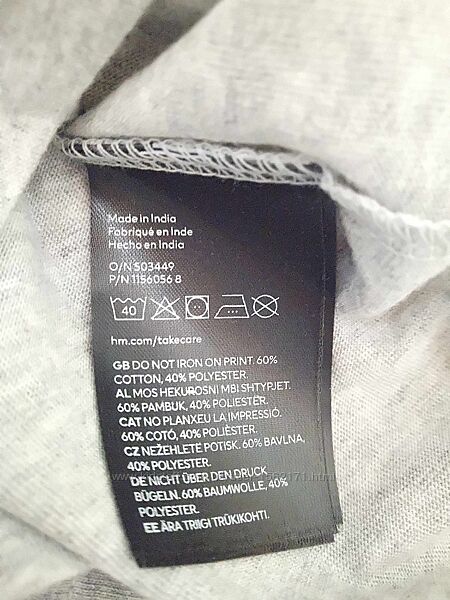 Made in India
Fabriqué en Inde
Hecho en India
O/N 503449
P/N 1156056 8
40
hm.com/takecare
GB DO NOT IRON ON PRINT. 60%
COTTON, 40% POLYESTER.
AL MOS HEKUROSNI MBI SHTYPJET.
60% PAMBUK, 40% POLIESTËR.
CAT NO PLANXEU LA IMPRESSIÓ.
60% COTÓ, 40% POLIÈSTER.
CZ NEŽEHLETE POTISK. 60% BAVLNA,
40% POLYESTER.
DE NICHT ÜBER DEN DRUCK
BÜGELN. 60% BAUMWOLLE, 40%
POLYESTER.
EE ÄRA TRIIGI TRÜKIKOHTI.